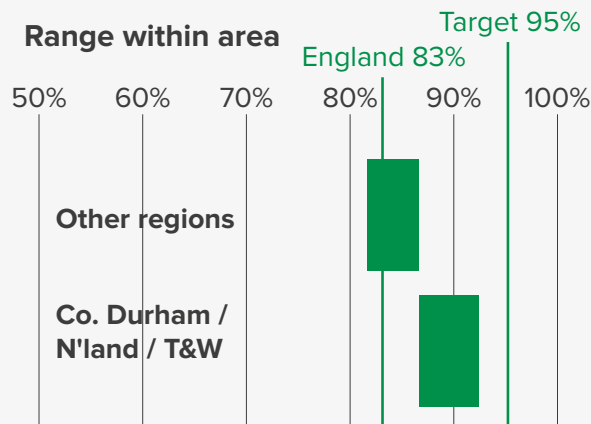 Target 95%
Range within area
England 83%
50% 60% 70% 80% 90% 100%
Other regions
Co. Durham /
N'land / T&W